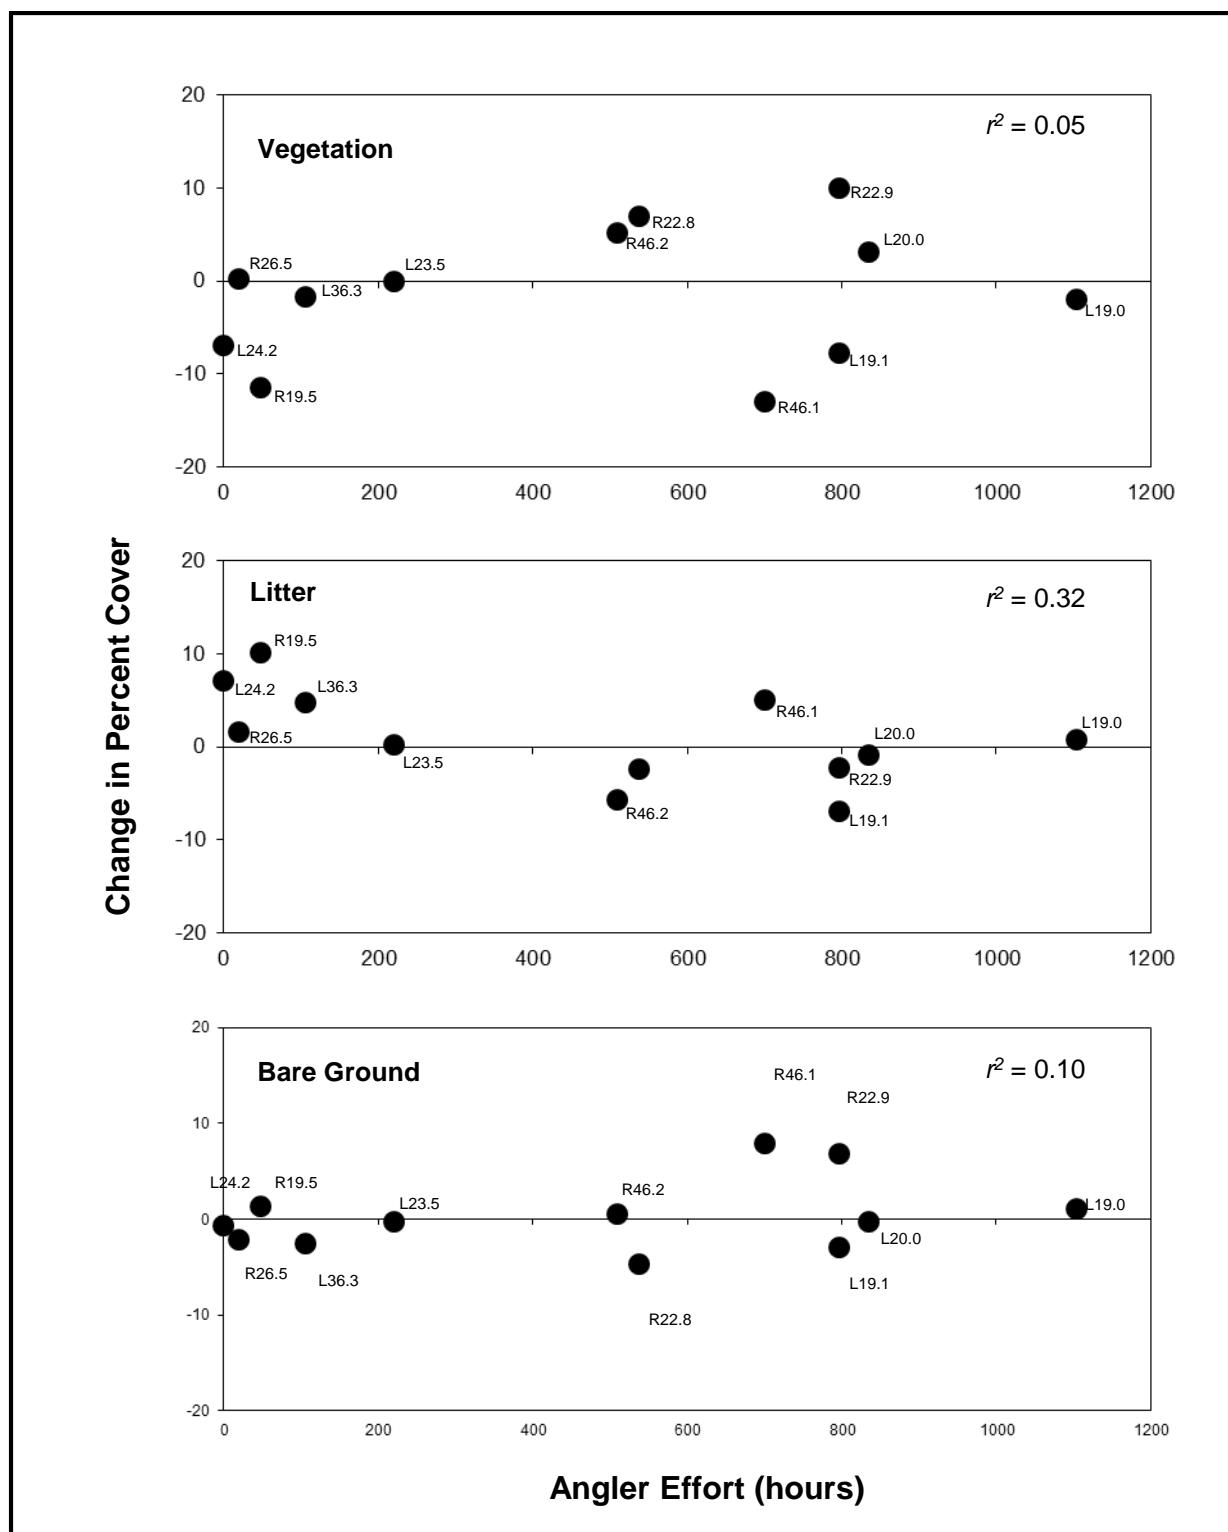 20
r² = 0.05
Vegetation
10
R22.9
R22.8
R46.2
L20.0
R26.5
L23.5
0
L36.3
L19.0
L24.2
L19.1
-10
R19.5
R46.1
-20
0 200 400 600 800 1000 1200
Change in Percent Cover
20
Litter
r² = 0.32
10
R19.5
L24.2
L36.3
R46.1
L19.0
R26.5
L20.0
0
L23.5
R22.9
R46.2
L19.1
-10
-20
0 200 400 600 800 1000 1200
20
Bare Ground
r² = 0.10
R46.1
R22.9
10
L24.2 R19.5
R46.2
L23.5
L19.0
0
L20.0
R26.5
L36.3
L19.1
-10
R22.8
-20
0 200 400 600 800 1000 1200
Angler Effort (hours)